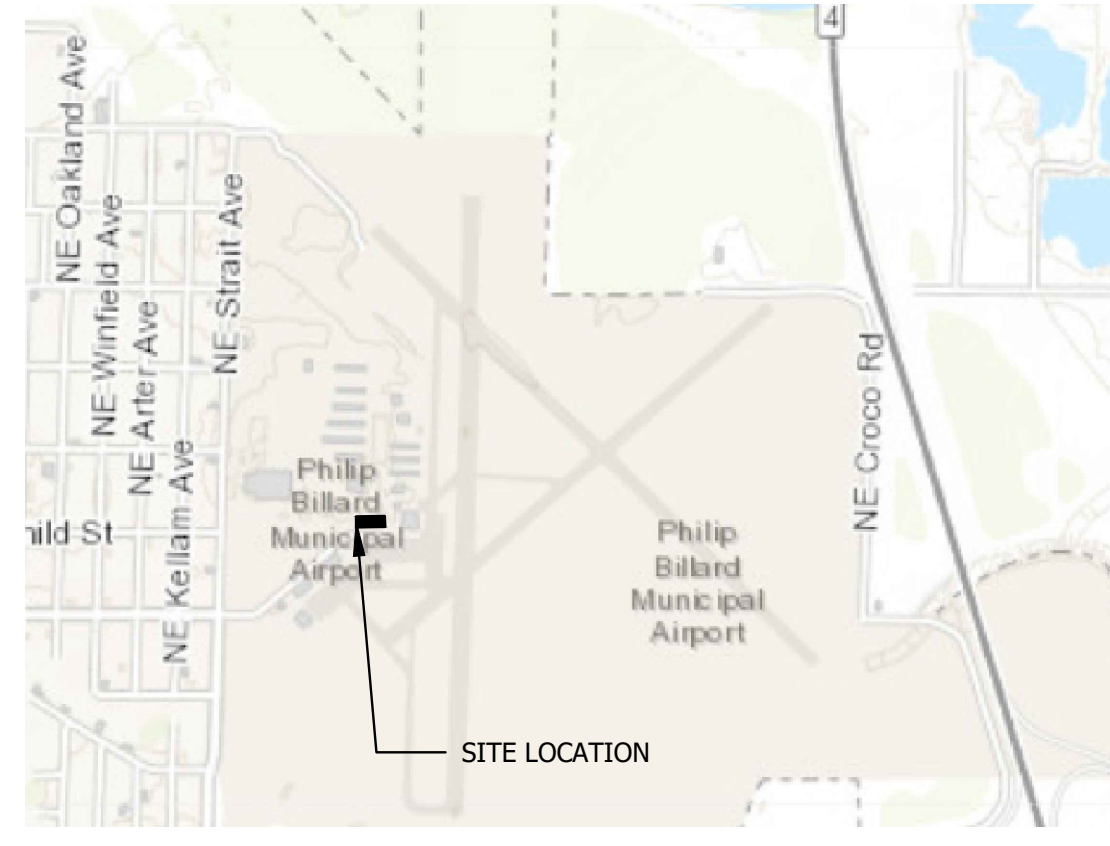 4
NE Oakland Ave
NE Winfield Ave
NE Arter Ave
NE Strait Ave
NE Kellam Ave
NE Croco Rd
hild St
Philip
Billard
Municipal
Airport
Philip
Billard
Municipal
Airport
SITE LOCATION